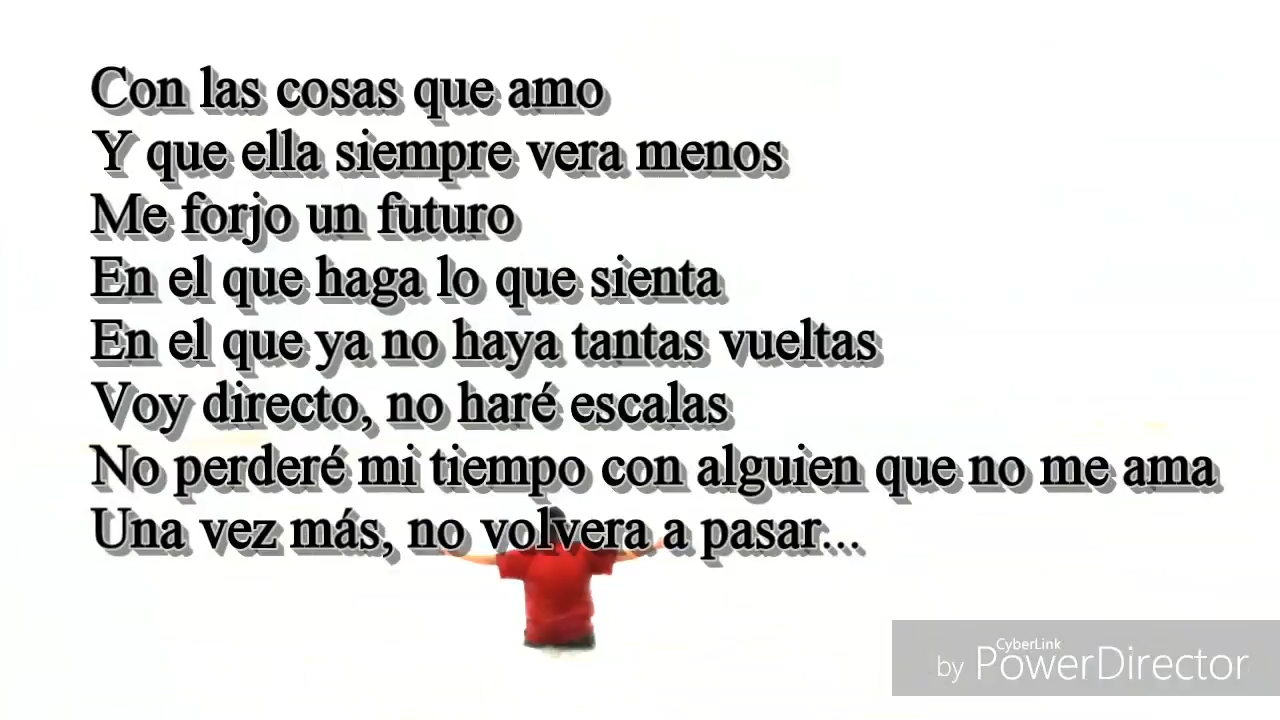 Con las cosas que amo
Y que ella siempre vera menos
Me forjo un futuro
En el que haga lo que sienta
En el que ya no haya tantas vueltas
Voy directo, no haré escalas
No perderé mi tiempo con alguien que no me ama
Una vez más, no volvera a pasar...
CyberLink
by PowerDirector